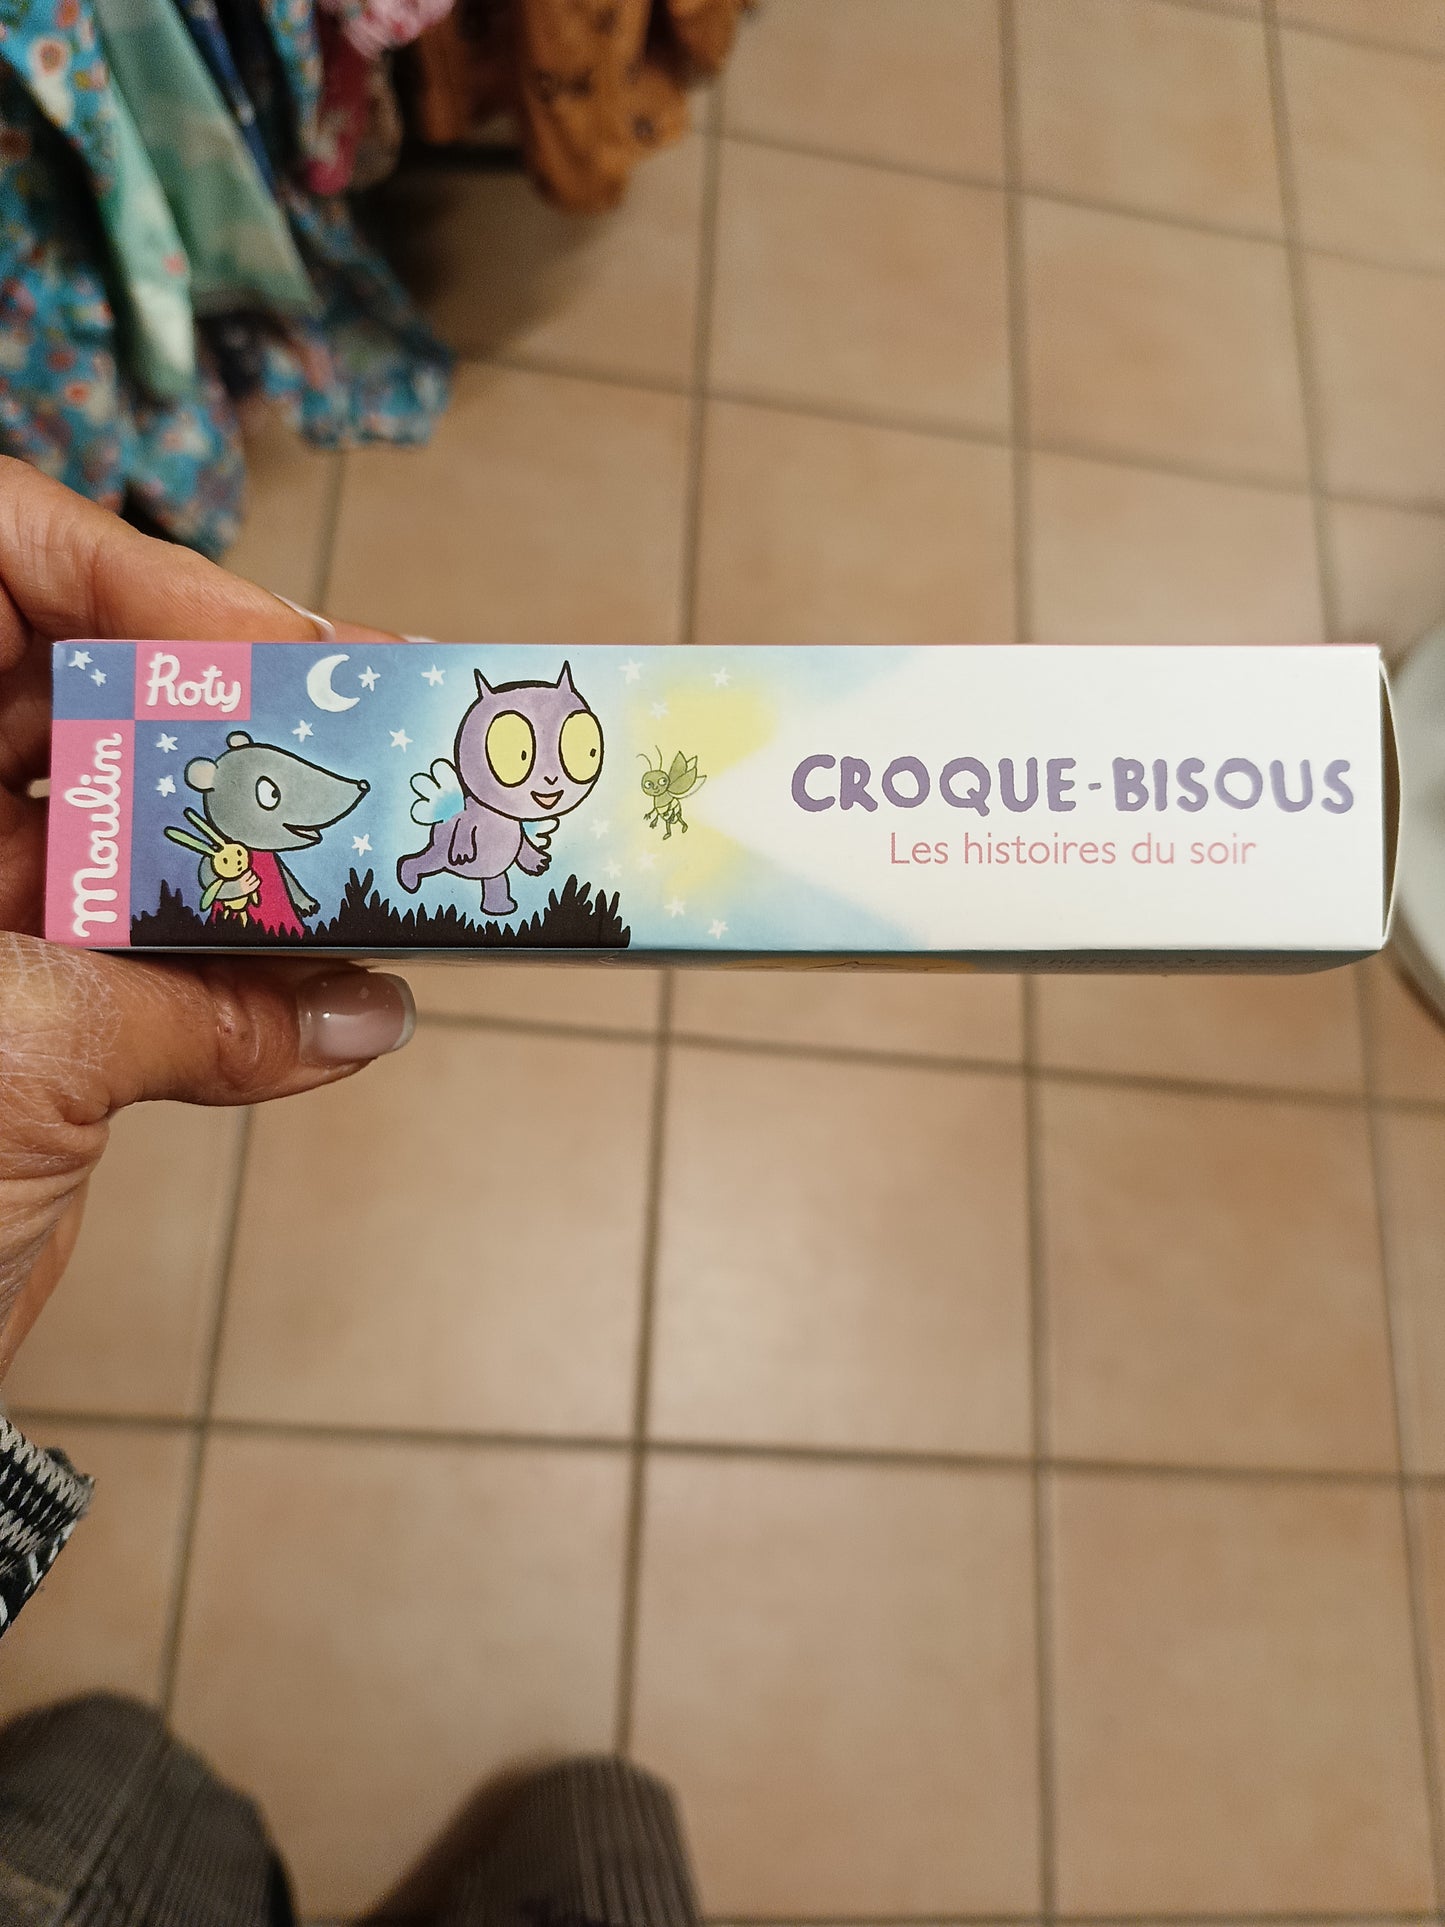 Moulin
Roty
CROQUE-BISOUS
Les histoires du soir